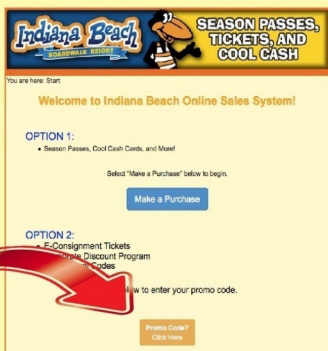 Indiana Beach
BOARDWALK RESORT
SEASON PASSES,
TICKETS, AND
COOL CASH
You are here: Start
Welcome to Indiana Beach Online Sales System!
OPTION 1:
• Season Passes, Cool Cash Cards, and More!
Select "Make a Purchase" below to begin.
Make a Purchase
OPTION 2:
• E-Consignment Tickets
Discount Program
Codes
to enter your promo code.
Promo Code?
Click Here